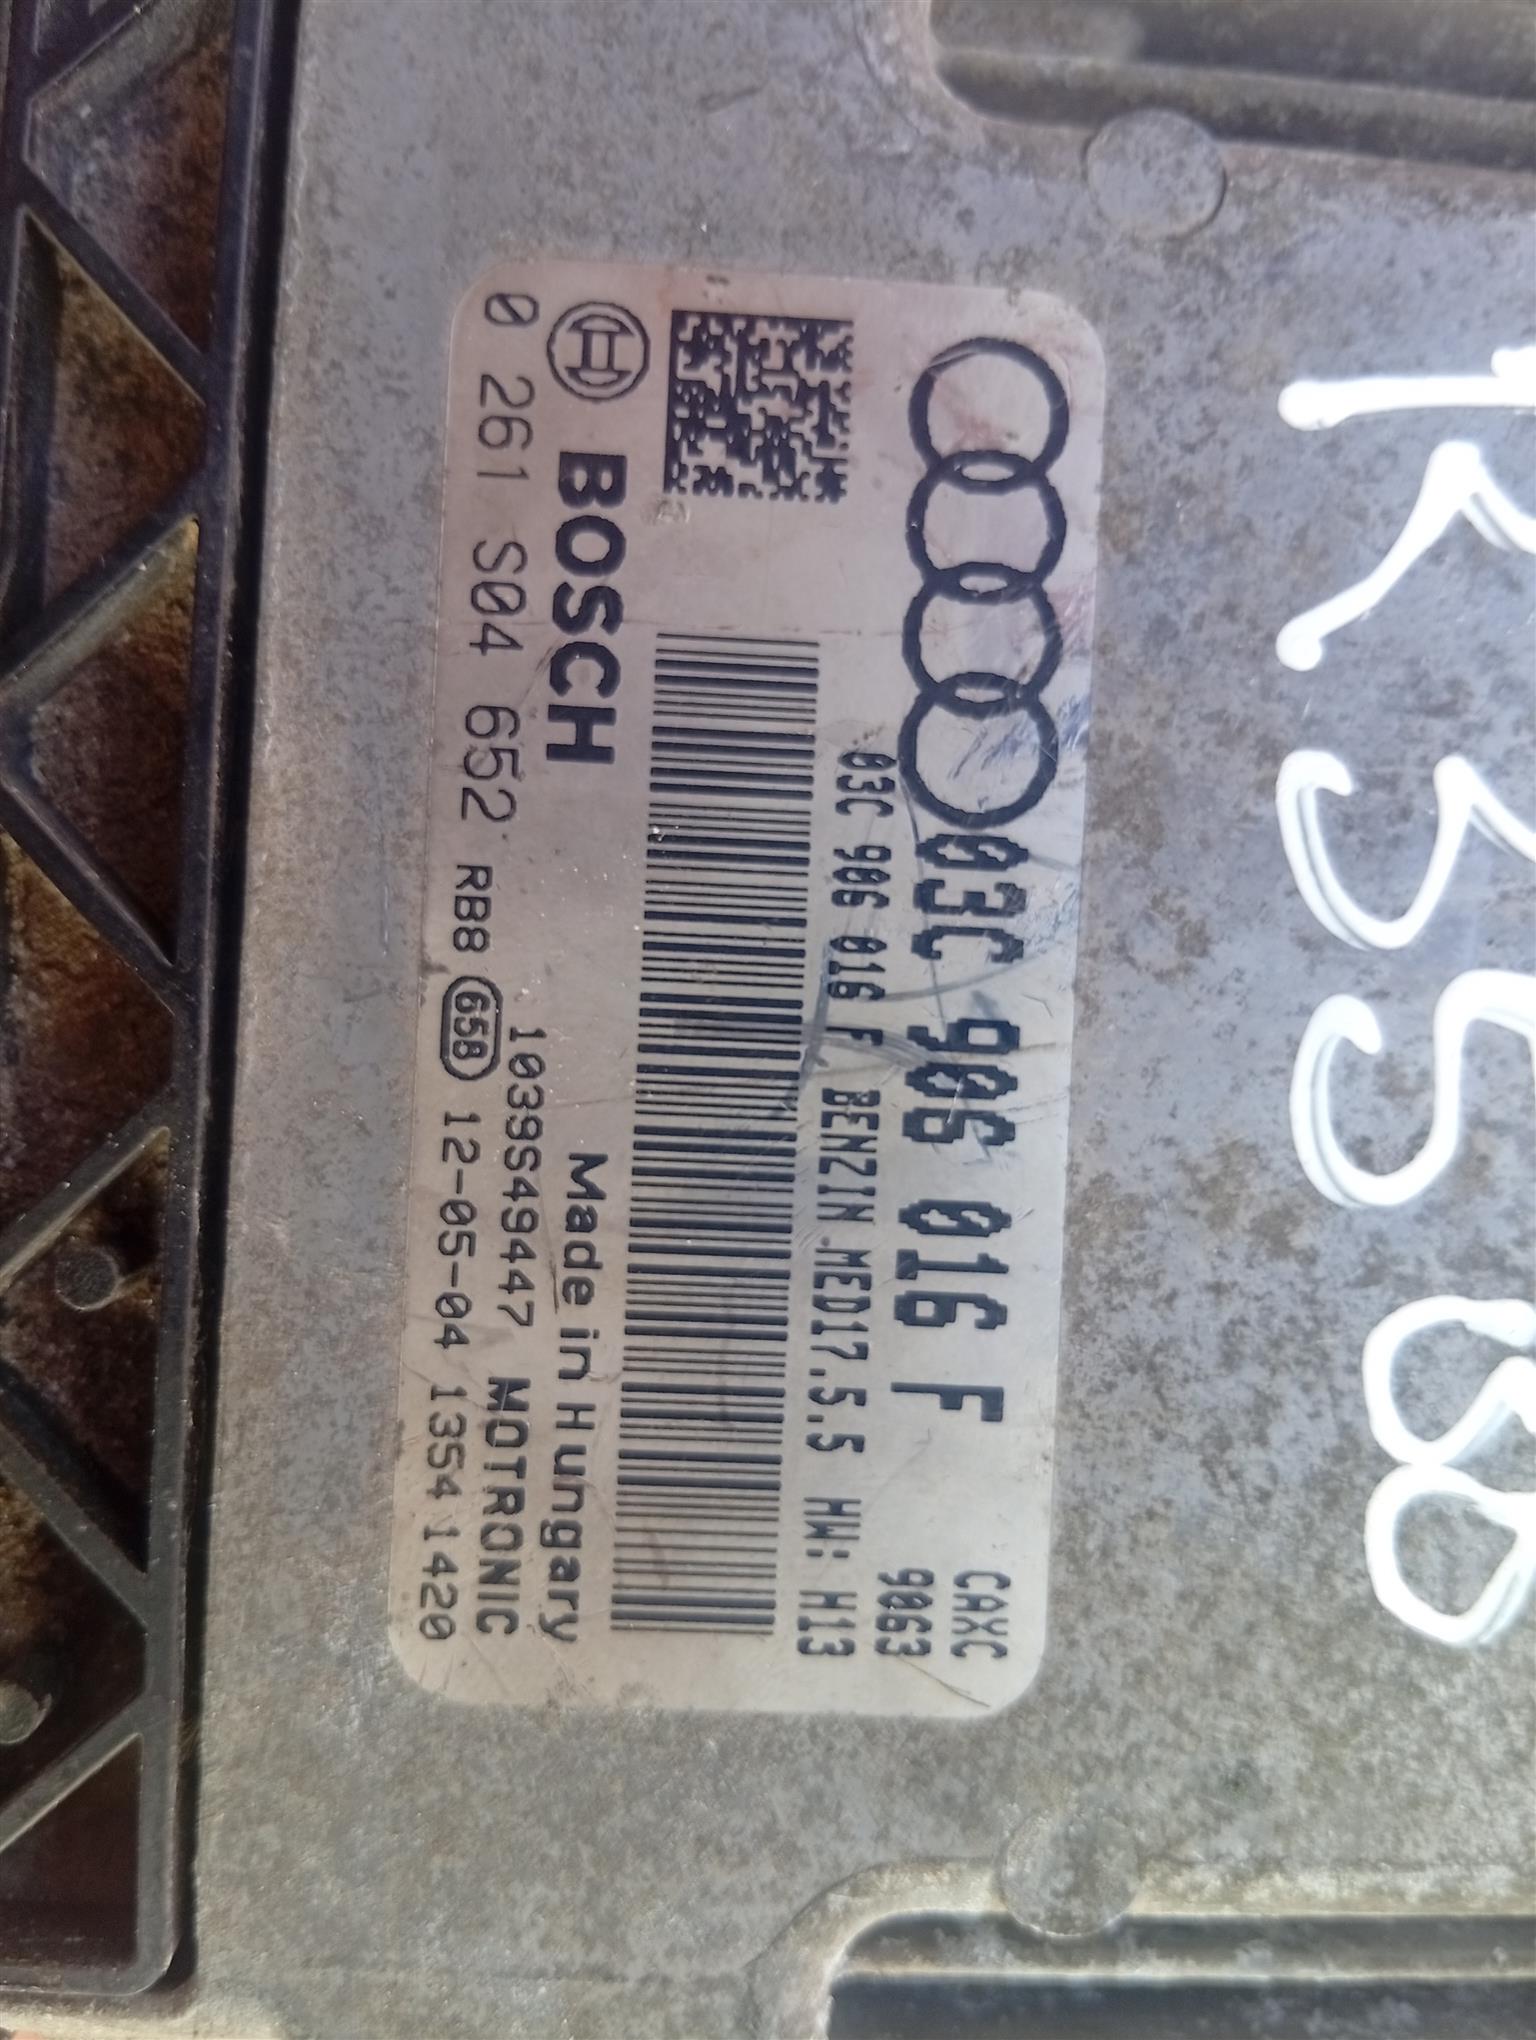 03C 906 016 F
CAXC
9063
03C 906 016 F BENZIN MED17.5.5 HW: H13
BOSCH
Made in Hungary
1039S49447 MOTRONIC
0 261 S04 652 RB8 65B 12-05-04 1354 1420